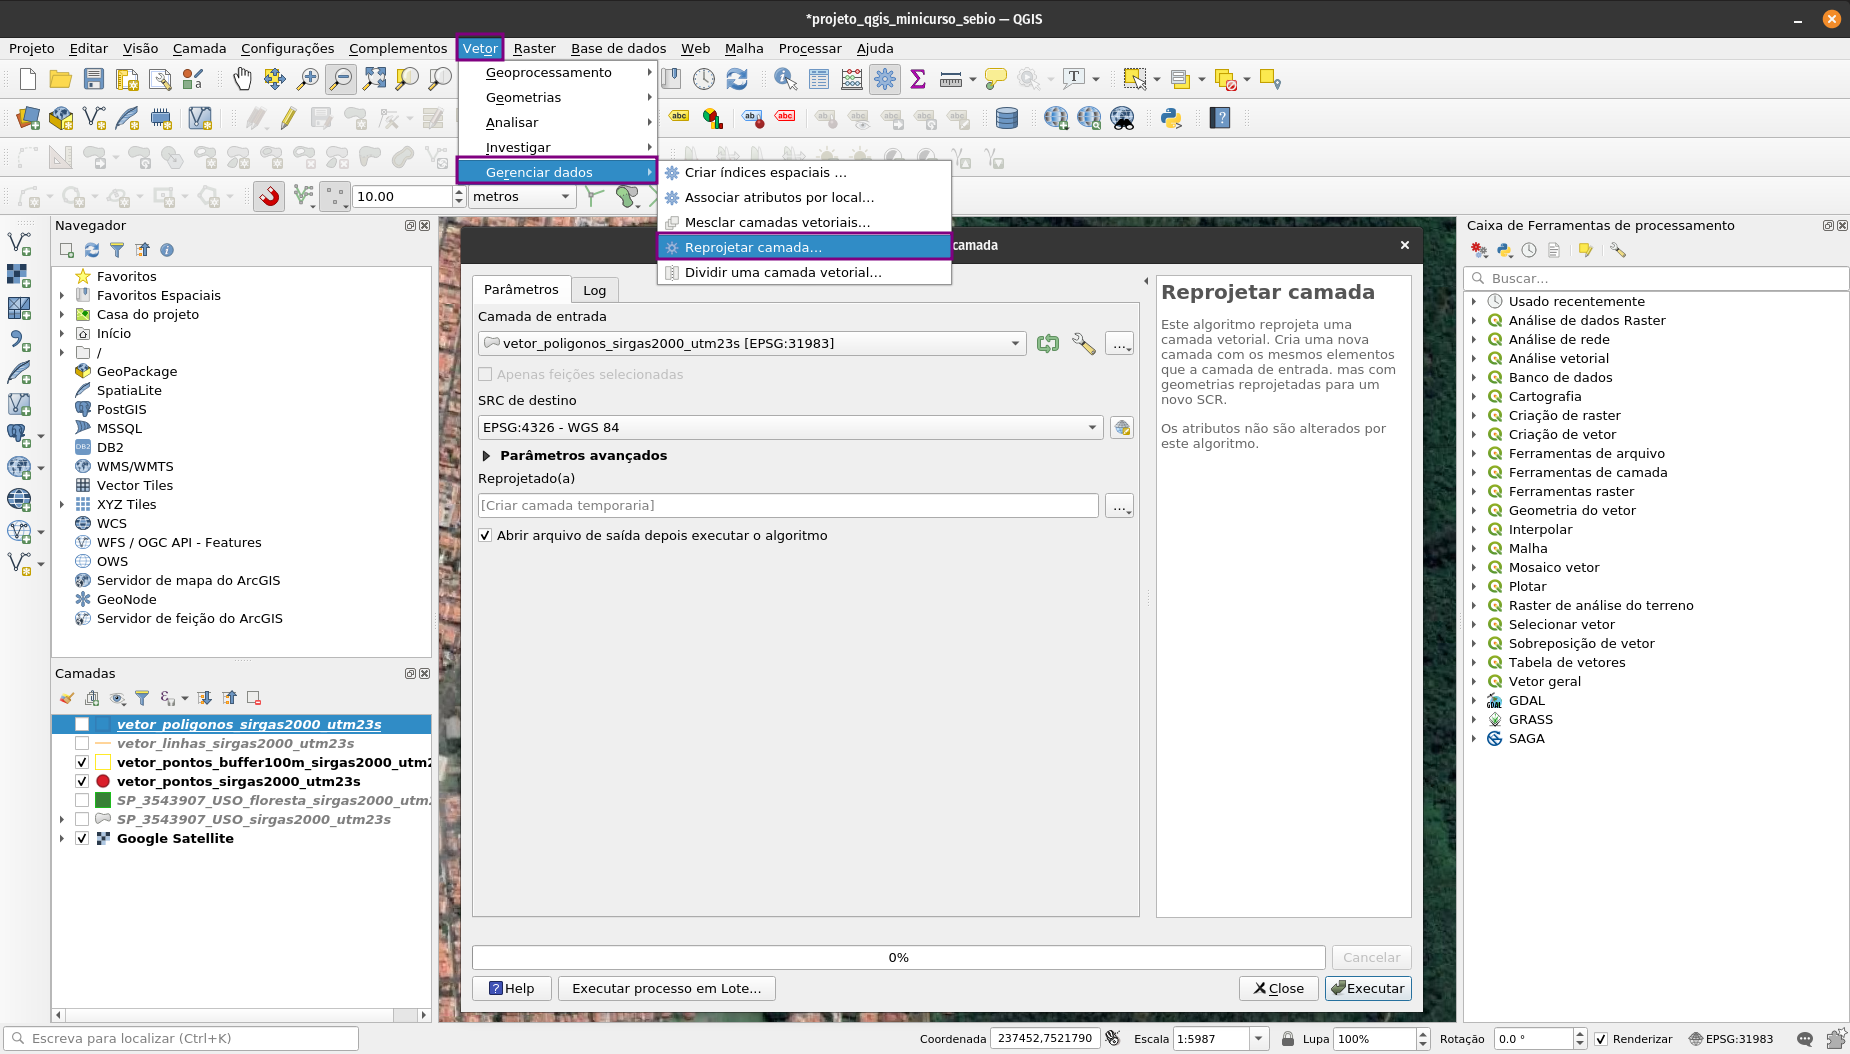 *projeto_qgis_minicurso_sebio — QGIS
Projeto Editar Visão Camada Configurações Complementos Vetor Raster Base de dados Web Malha Processar Ajuda
Geoprocessamento
Geometrias
Analisar
Investigar
Gerenciar dados
Criar índices espaciais ...
Associar atributos por local...
Mesclar camadas vetoriais...
Reprojetar camada...
Dividir uma camada vetorial...
abc abc abc
10.00
metros
Navegador
Favoritos
Favoritos Espaciais
Casa do projeto
Início
/
GeoPackage
SpatiaLite
PostGIS
MSSQL
DB2
WMS/WMTS
Vector Tiles
XYZ Tiles
WCS
WFS / OGC API - Features
OWS
Servidor de mapa do ArcGIS
GeoNode
Servidor de feição do ArcGIS
Camadas
vetor_poligonos_sirgas2000_utm23s
vetor_linhas_sirgas2000_utm23s
vetor_pontos_buffer100m_sirgas2000_utm2
vetor_pontos_sirgas2000_utm23s
SP_3543907_USO_floresta_sirgas2000_utm
SP_3543907_USO_sirgas2000_utm23s
Google Satellite
camada
Parâmetros
Log
Camada de entrada
vetor_poligonos_sirgas2000_utm23s [EPSG:31983]
Apenas feições selecionadas
SRC de destino
EPSG:4326 - WGS 84
Parâmetros avançados
Reprojetado(a)
[Criar camada temporaria]
Abrir arquivo de saída depois executar o algoritmo
Reprojetar camada
Este algoritmo reprojeta uma
camada vetorial. Cria uma nova
camada com os mesmos elementos
que a camada de entrada. mas com
geometrias reprojetadas para um
novo SCR.
Os atributos não são alterados por
este algoritmo.
0%
Cancelar
Help
Executar processo em Lote...
Close
Executar
Caixa de Ferramentas de processamento
Buscar...
Usado recentemente
Análise de dados Raster
Análise de rede
Análise vetorial
Banco de dados
Cartografia
Criação de raster
Criação de vetor
Ferramentas de arquivo
Ferramentas de camada
Ferramentas raster
Geometria do vetor
Interpolar
Malha
Mosaico vetor
Plotar
Raster de análise do terreno
Selecionar vetor
Sobreposição de vetor
Tabela de vetores
Vetor geral
GDAL
GRASS
SAGA
Escreva para localizar (Ctrl+K)
Coordenada 237452,7521790 Escala 1:5987 Lupa 100% Rotação 0.0 ° Renderizar EPSG:31983